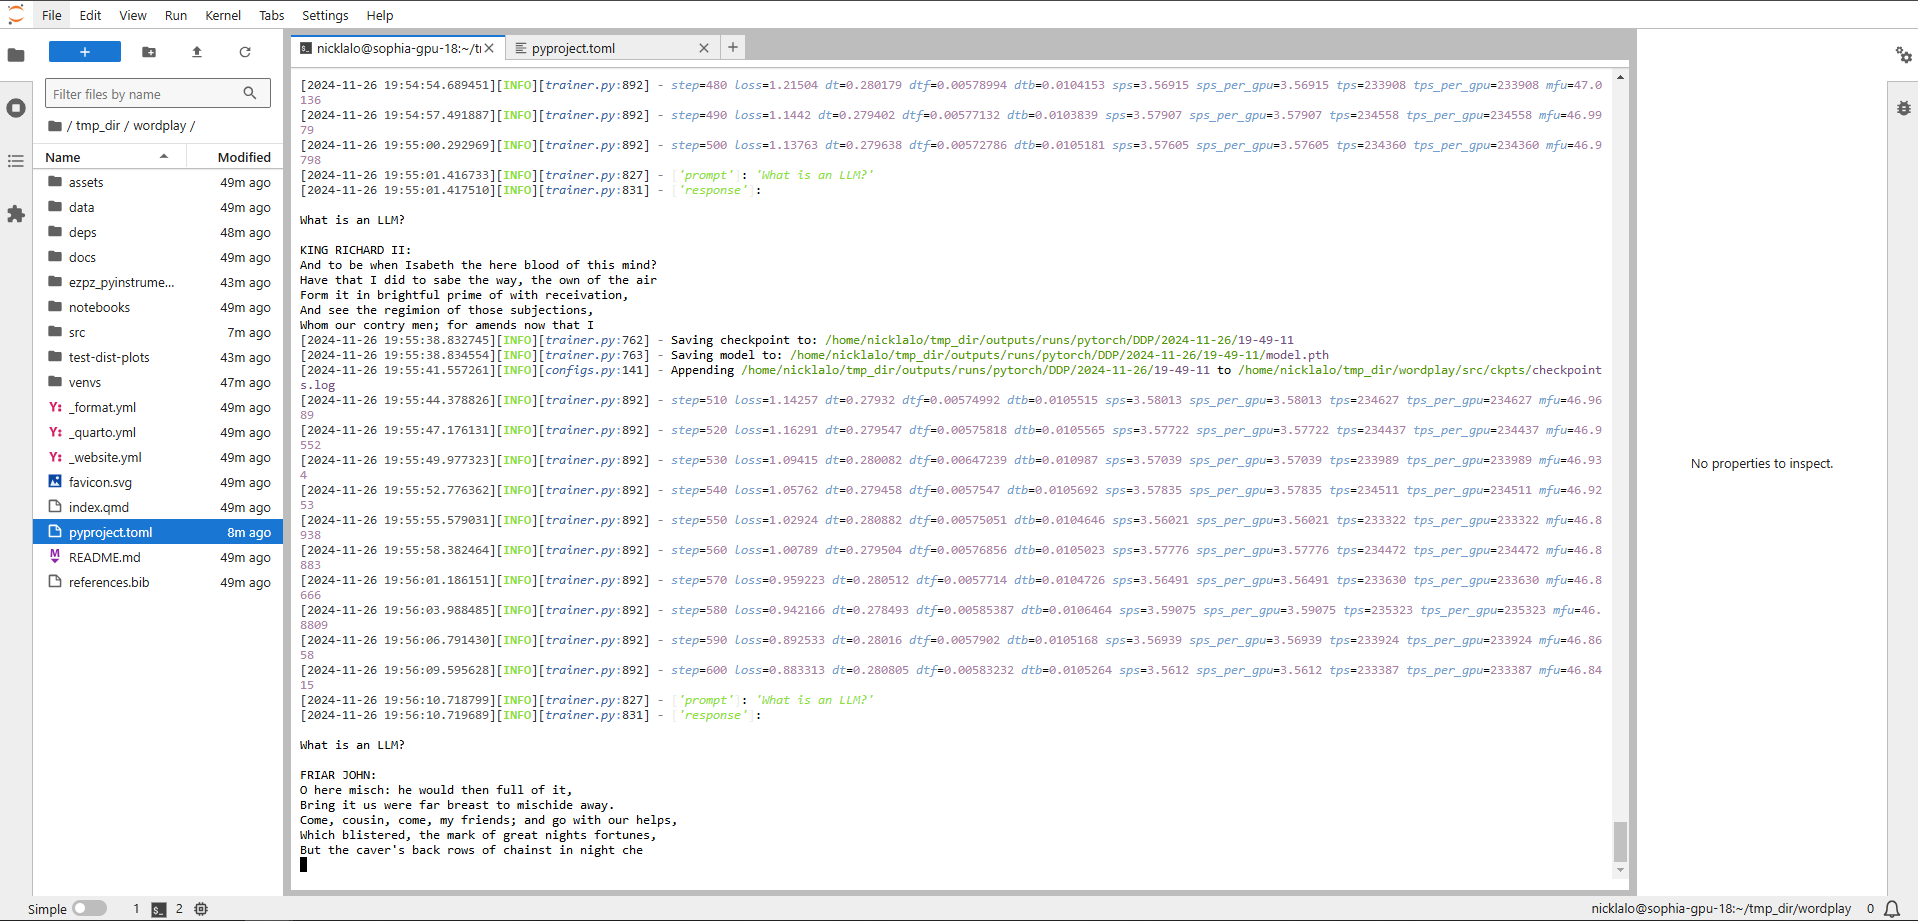 File Edit View Run Kernel Tabs Settings Help
nicklalo@sophia-gpu-18:~/t
pyproject.toml
Filter files by name
/ tmp_dir / wordplay /
Name Modified
assets 49m ago
data 49m ago
deps 48m ago
docs 49m ago
ezpz_pyinstrume... 43m ago
notebooks 49m ago
src 7m ago
test-dist-plots 43m ago
venvs 47m ago
_format.yml 49m ago
_quarto.yml 49m ago
_website.yml 49m ago
favicon.svg 49m ago
index.qmd 49m ago
pyproject.toml 8m ago
README.md 49m ago
references.bib 49m ago
[2024-11-26 19:54:54.689451][INFO][trainer.py:892] - step=480 loss=1.21504 dt=0.280179 dtf=0.00578994 dtb=0.0104153 sps=3.56915 sps_per_gpu=3.56915 tps=233908 tps_per_gpu=233908 mfu=47.0
136
[2024-11-26 19:54:57.491887][INFO][trainer.py:892] - step=490 loss=1.1442 dt=0.279402 dtf=0.00577132 dtb=0.0103839 sps=3.57907 sps_per_gpu=3.57907 tps=234558 tps_per_gpu=234558 mfu=46.99
79
[2024-11-26 19:55:00.292969][INFO][trainer.py:892] - step=500 loss=1.13763 dt=0.279638 dtf=0.00572786 dtb=0.0105181 sps=3.57605 sps_per_gpu=3.57605 tps=234360 tps_per_gpu=234360 mfu=46.9
798
[2024-11-26 19:55:01.416733][INFO][trainer.py:827] - ['prompt']: 'What is an LLM?'
[2024-11-26 19:55:01.417510][INFO][trainer.py:831] - ['response']:
What is an LLM?
KING RICHARD II:
And to be when Isabeth the here blood of this mind?
Have that I did to sabe the way, the own of the air
Form it in brightful prime of with receivation,
And see the regimion of those subjections,
Whom our contry men; for amends now that I
[2024-11-26 19:55:38.832745][INFO][trainer.py:762] - Saving checkpoint to: /home/nicklalo/tmp_dir/outputs/runs/pytorch/DDP/2024-11-26/19-49-11
[2024-11-26 19:55:38.834554][INFO][trainer.py:763] - Saving model to: /home/nicklalo/tmp_dir/outputs/runs/pytorch/DDP/2024-11-26/19-49-11/model.pth
[2024-11-26 19:55:41.557261][INFO][configs.py:141] - Appending /home/nicklalo/tmp_dir/outputs/runs/pytorch/DDP/2024-11-26/19-49-11 to /home/nicklalo/tmp_dir/wordplay/src/ckpts/checkpoint
s.log
[2024-11-26 19:55:44.378826][INFO][trainer.py:892] - step=510 loss=1.14257 dt=0.27932 dtf=0.00574992 dtb=0.0105515 sps=3.58013 sps_per_gpu=3.58013 tps=234627 tps_per_gpu=234627 mfu=46.96
89
[2024-11-26 19:55:47.176131][INFO][trainer.py:892] - step=520 loss=1.16291 dt=0.279547 dtf=0.00575818 dtb=0.0105565 sps=3.57722 sps_per_gpu=3.57722 tps=234437 tps_per_gpu=234437 mfu=46.9
552
[2024-11-26 19:55:49.977323][INFO][trainer.py:892] - step=530 loss=1.09415 dt=0.280082 dtf=0.00647239 dtb=0.010987 sps=3.57039 sps_per_gpu=3.57039 tps=233989 tps_per_gpu=233989 mfu=46.93
4
[2024-11-26 19:55:52.776362][INFO][trainer.py:892] - step=540 loss=1.05762 dt=0.279458 dtf=0.0057547 dtb=0.0105692 sps=3.57835 sps_per_gpu=3.57835 tps=234511 tps_per_gpu=234511 mfu=46.92
53
[2024-11-26 19:55:55.579031][INFO][trainer.py:892] - step=550 loss=1.02924 dt=0.280882 dtf=0.00575051 dtb=0.0104646 sps=3.56021 sps_per_gpu=3.56021 tps=233322 tps_per_gpu=233322 mfu=46.8
938
[2024-11-26 19:55:58.382464][INFO][trainer.py:892] - step=560 loss=1.00789 dt=0.279504 dtf=0.00576856 dtb=0.0105023 sps=3.57776 sps_per_gpu=3.57776 tps=234472 tps_per_gpu=234472 mfu=46.8
883
[2024-11-26 19:56:01.186151][INFO][trainer.py:892] - step=570 loss=0.959223 dt=0.280512 dtf=0.0057714 dtb=0.0104726 sps=3.56491 sps_per_gpu=3.56491 tps=233630 tps_per_gpu=233630 mfu=46.8
666
[2024-11-26 19:56:03.988485][INFO][trainer.py:892] - step=580 loss=0.942166 dt=0.278493 dtf=0.00585387 dtb=0.0106464 sps=3.59075 sps_per_gpu=3.59075 tps=235323 tps_per_gpu=235323 mfu=46.
8809
[2024-11-26 19:56:06.791430][INFO][trainer.py:892] - step=590 loss=0.892533 dt=0.28016 dtf=0.0057902 dtb=0.0105168 sps=3.56939 sps_per_gpu=3.56939 tps=233924 tps_per_gpu=233924 mfu=46.86
58
[2024-11-26 19:56:09.595628][INFO][trainer.py:892] - step=600 loss=0.883313 dt=0.280805 dtf=0.00583232 dtb=0.0105264 sps=3.5612 sps_per_gpu=3.5612 tps=233387 tps_per_gpu=233387 mfu=46.84
15
[2024-11-26 19:56:10.718799][INFO][trainer.py:827] - ['prompt']: 'What is an LLM?'
[2024-11-26 19:56:10.719689][INFO][trainer.py:831] - ['response']:
What is an LLM?
FRIAR JOHN:
O here misch: he would then full of it,
Bring it us were far breast to mischide away.
Come, cousin, come, my friends; and go with our helps,
Which blistered, the mark of great nights fortunes,
But the caver's back rows of chainst in night che
No properties to inspect.
Simple 1 2
nicklalo@sophia-gpu-18:~/tmp_dir/wordplay 0